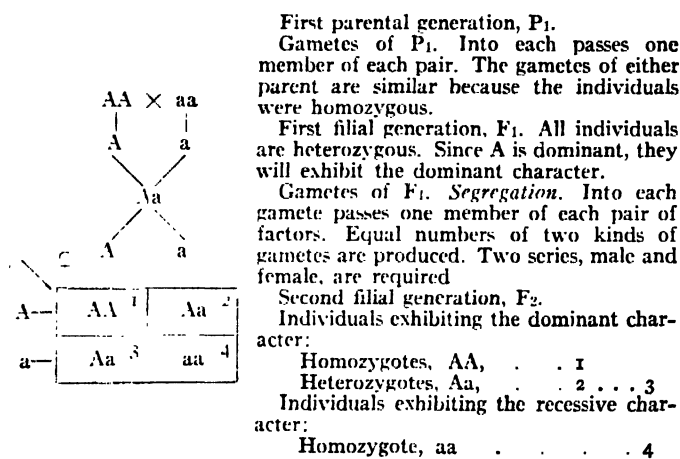 AA × aa
A a
Aa
A a
A— AA 1 Aa 2
a— Aa 3 aa 4
First parental generation, P1.
Gametes of P1. Into each passes one
member of each pair. The gametes of either
parent are similar because the individuals
were homozygous.
First filial generation, F1. All individuals
are heterozygous. Since A is dominant, they
will exhibit the dominant character.
Gametes of F1. Segregation. Into each
gamete passes one member of each pair of
factors. Equal numbers of two kinds of
gametes are produced. Two series, male and
female, are required
Second filial generation, F2.
Individuals exhibiting the dominant char-
acter:
Homozygotes, AA, . . 1
Heterozygotes, Aa, . . 2 . . . 3
Individuals exhibiting the recessive char-
acter:
Homozygote, aa . . . . 4